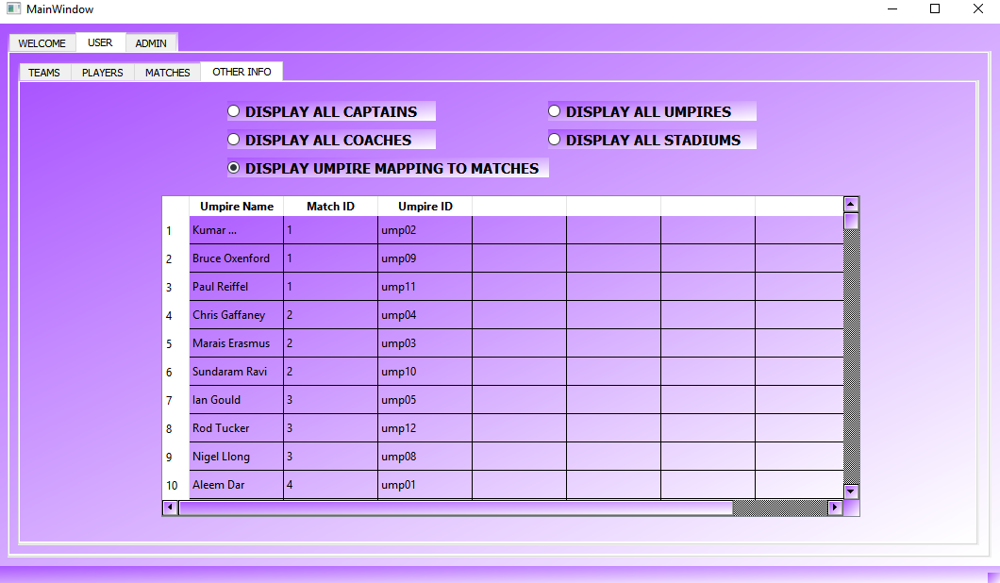 MainWindow
WELCOME USER ADMIN
TEAMS PLAYERS MATCHES OTHER INFO
DISPLAY ALL CAPTAINS DISPLAY ALL UMPIRES
DISPLAY ALL COACHES DISPLAY ALL STADIUMS
DISPLAY UMPIRE MAPPING TO MATCHES
Umpire Name Match ID Umpire ID
1 Kumar ... 1 ump02
2 Bruce Oxenford 1 ump09
3 Paul Reiffel 1 ump11
4 Chris Gaffaney 2 ump04
5 Marais Erasmus 2 ump03
6 Sundaram Ravi 2 ump10
7 Ian Gould 3 ump05
8 Rod Tucker 3 ump12
9 Nigel Llong 3 ump08
10 Aleem Dar 4 ump01